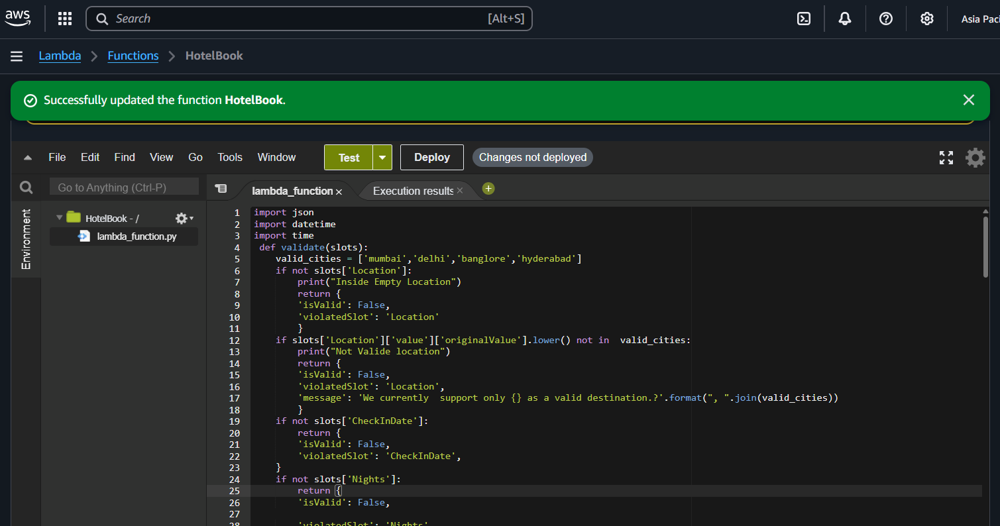 aws
Search [Alt+S]
Asia Paci
Lambda > Functions > HotelBook
Successfully updated the function HotelBook.
File Edit Find View Go Tools Window Test Deploy Changes not deployed
Go to Anything (Ctrl-P)
lambda_function × Execution results ×
Environment
HotelBook - /
lambda_function.py
1 import json
2 import datetime
3 import time
4 def validate(slots):
5 valid_cities = ['mumbai','delhi','banglore','hyderabad']
6 if not slots['Location']:
7 print("Inside Empty Location")
8 return {
9 'isValid': False,
10 'violatedSlot': 'Location'
11 }
12 if slots['Location']['value']['originalValue'].lower() not in  valid_cities:
13 print("Not Valide location")
14 return {
15 'isValid': False,
16 'violatedSlot': 'Location',
17 'message': 'We currently  support only {} as a valid destination.?'.format(", ".join(valid_cities))
18 }
19 if not slots['CheckInDate']:
20 return {
21 'isValid': False,
22 'violatedSlot': 'CheckInDate',
23 }
24 if not slots['Nights']:
25 return {
26 'isValid': False,
27
28 'violatedSlot': 'Nights'